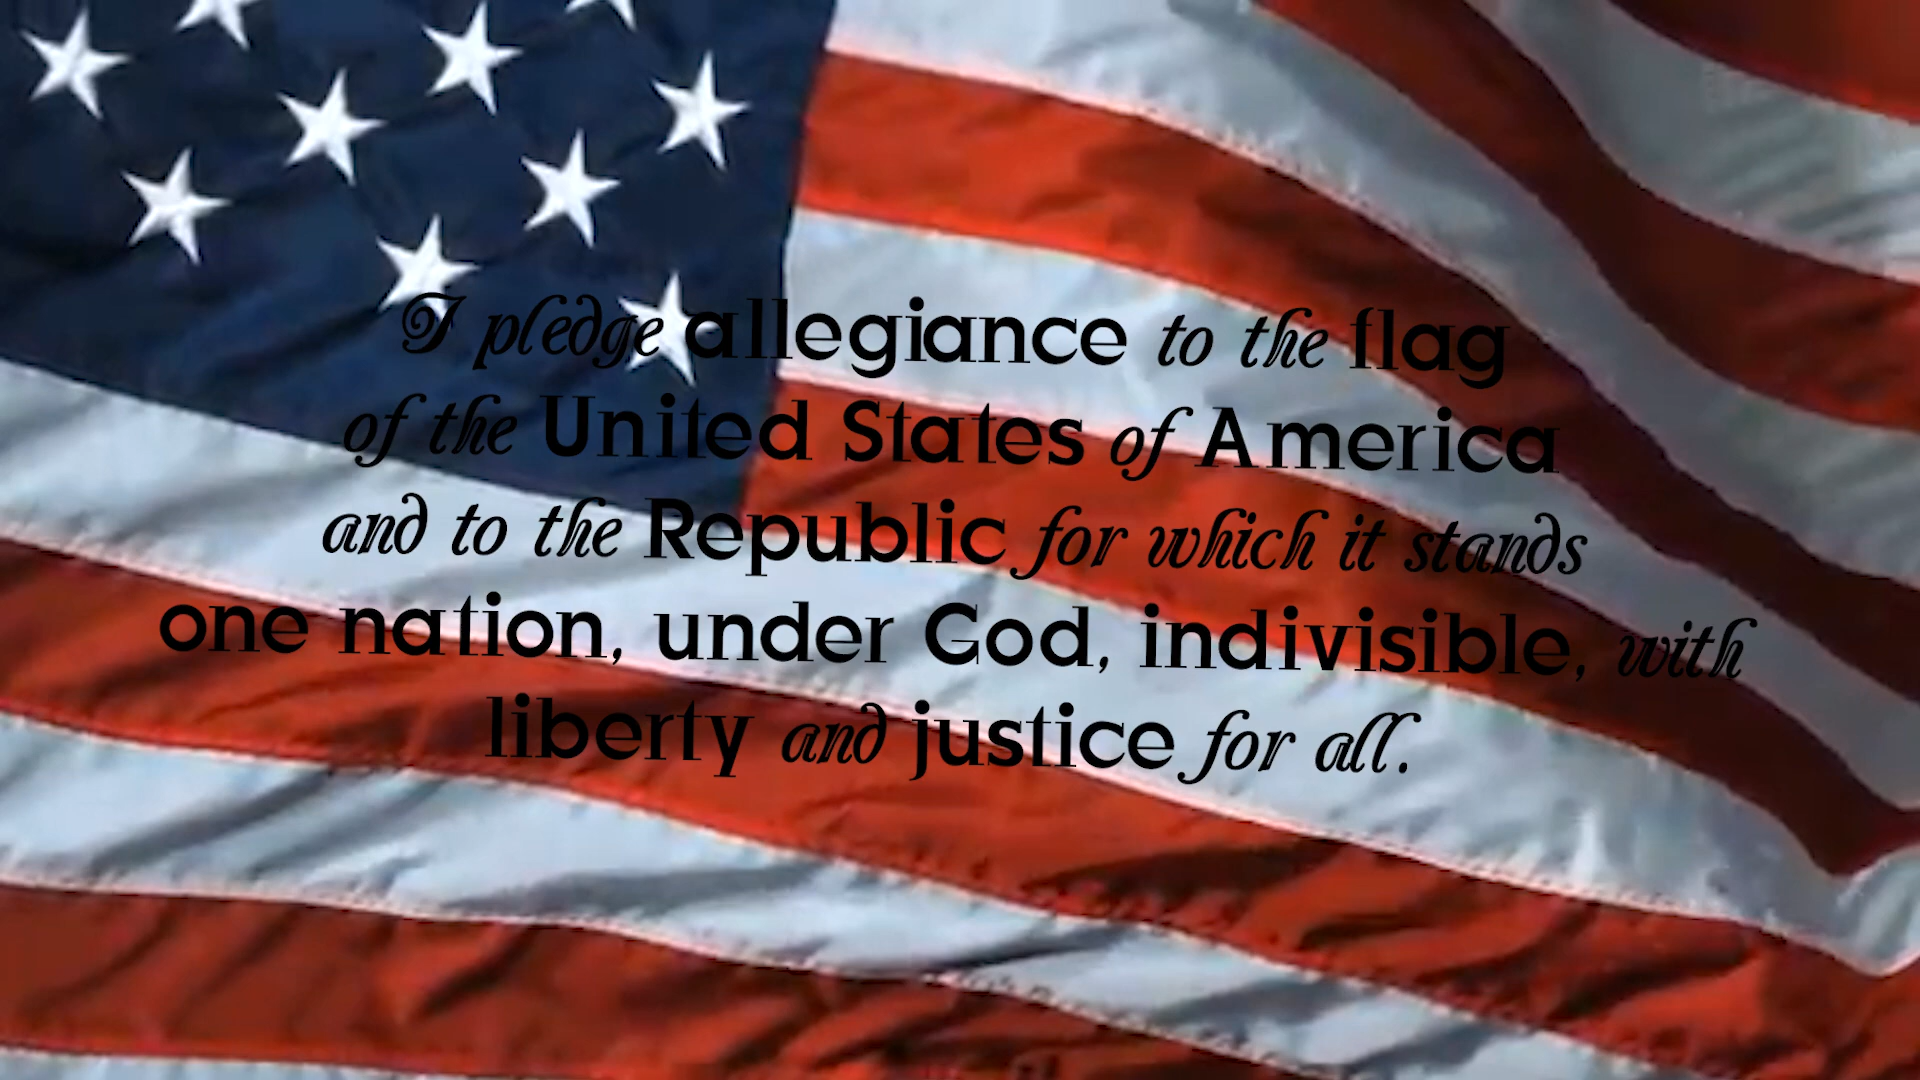 I pledge allegiance to the flag
of the United States of America
and to the Republic for which it stands
one nation, under God, indivisible, with
liberty and justice for all.